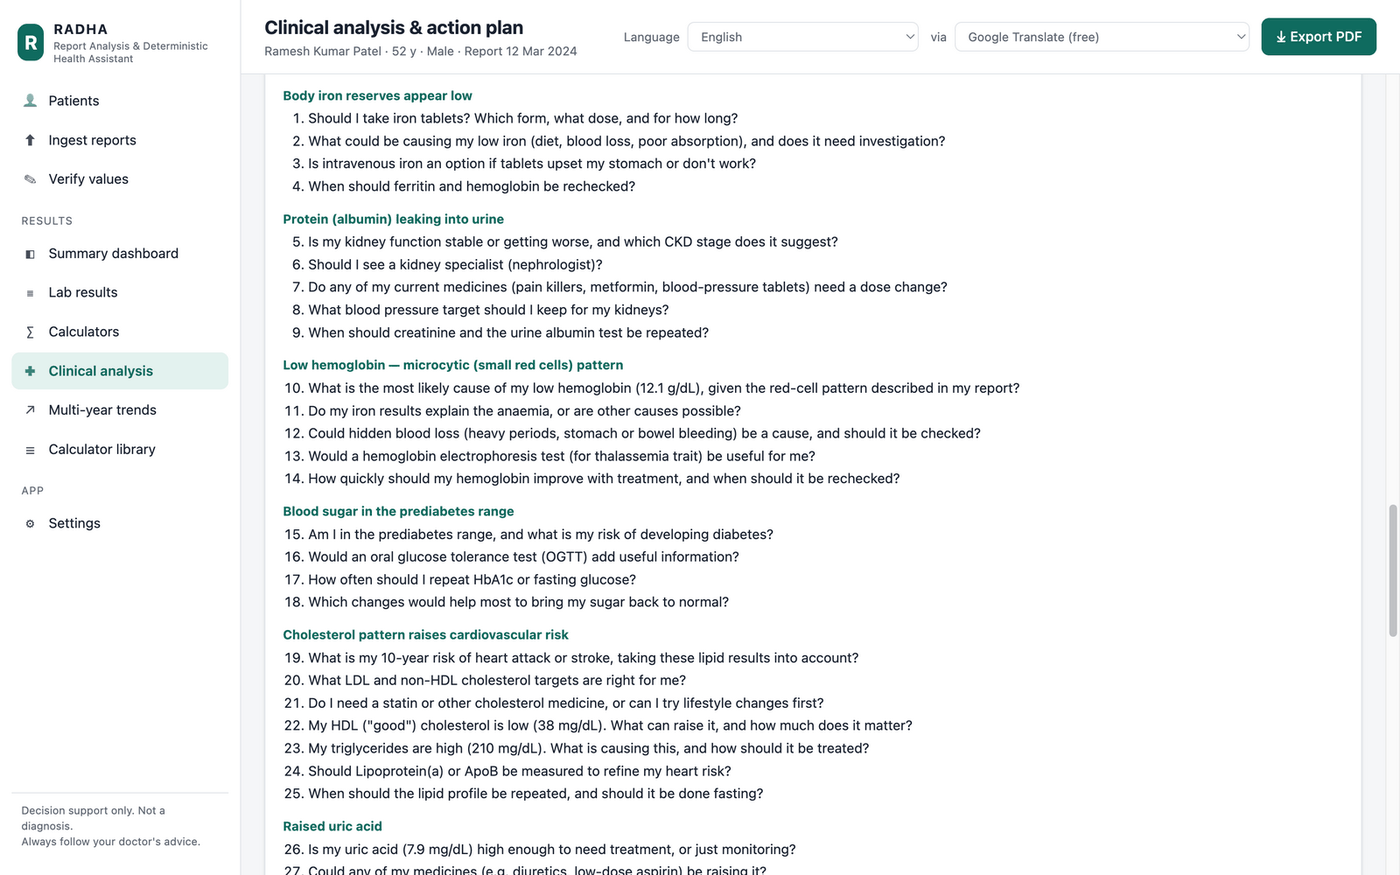 R
RADHA
Report Analysis & Deterministic
Health Assistant
Patients
Ingest reports
Verify values
RESULTS
Summary dashboard
Lab results
Calculators
Clinical analysis
Multi-year trends
Calculator library
APP
Settings
Decision support only. Not a
diagnosis.
Always follow your doctor's advice.
Clinical analysis & action plan
Ramesh Kumar Patel · 52 y · Male · Report 12 Mar 2024
Language English via Google Translate (free) Export PDF
Body iron reserves appear low
1. Should I take iron tablets? Which form, what dose, and for how long?
2. What could be causing my low iron (diet, blood loss, poor absorption), and does it need investigation?
3. Is intravenous iron an option if tablets upset my stomach or don't work?
4. When should ferritin and hemoglobin be rechecked?
Protein (albumin) leaking into urine
5. Is my kidney function stable or getting worse, and which CKD stage does it suggest?
6. Should I see a kidney specialist (nephrologist)?
7. Do any of my current medicines (pain killers, metformin, blood-pressure tablets) need a dose change?
8. What blood pressure target should I keep for my kidneys?
9. When should creatinine and the urine albumin test be repeated?
Low hemoglobin — microcytic (small red cells) pattern
10. What is the most likely cause of my low hemoglobin (12.1 g/dL), given the red-cell pattern described in my report?
11. Do my iron results explain the anaemia, or are other causes possible?
12. Could hidden blood loss (heavy periods, stomach or bowel bleeding) be a cause, and should it be checked?
13. Would a hemoglobin electrophoresis test (for thalassemia trait) be useful for me?
14. How quickly should my hemoglobin improve with treatment, and when should it be rechecked?
Blood sugar in the prediabetes range
15. Am I in the prediabetes range, and what is my risk of developing diabetes?
16. Would an oral glucose tolerance test (OGTT) add useful information?
17. How often should I repeat HbA1c or fasting glucose?
18. Which changes would help most to bring my sugar back to normal?
Cholesterol pattern raises cardiovascular risk
19. What is my 10-year risk of heart attack or stroke, taking these lipid results into account?
20. What LDL and non-HDL cholesterol targets are right for me?
21. Do I need a statin or other cholesterol medicine, or can I try lifestyle changes first?
22. My HDL ("good") cholesterol is low (38 mg/dL). What can raise it, and how much does it matter?
23. My triglycerides are high (210 mg/dL). What is causing this, and how should it be treated?
24. Should Lipoprotein(a) or ApoB be measured to refine my heart risk?
25. When should the lipid profile be repeated, and should it be done fasting?
Raised uric acid
26. Is my uric acid (7.9 mg/dL) high enough to need treatment, or just monitoring?
27. Could any of my medicines (e.g. diuretics, low-dose aspirin) be raising it?